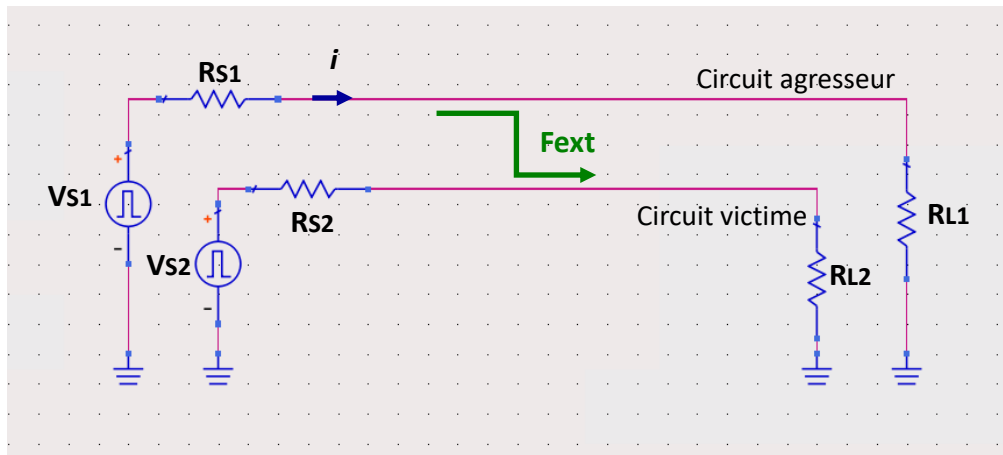 i
RS1
Circuit agresseur
Fext
VS1
RS2
Circuit victime
RL1
VS2
RL2
+
-
+
-